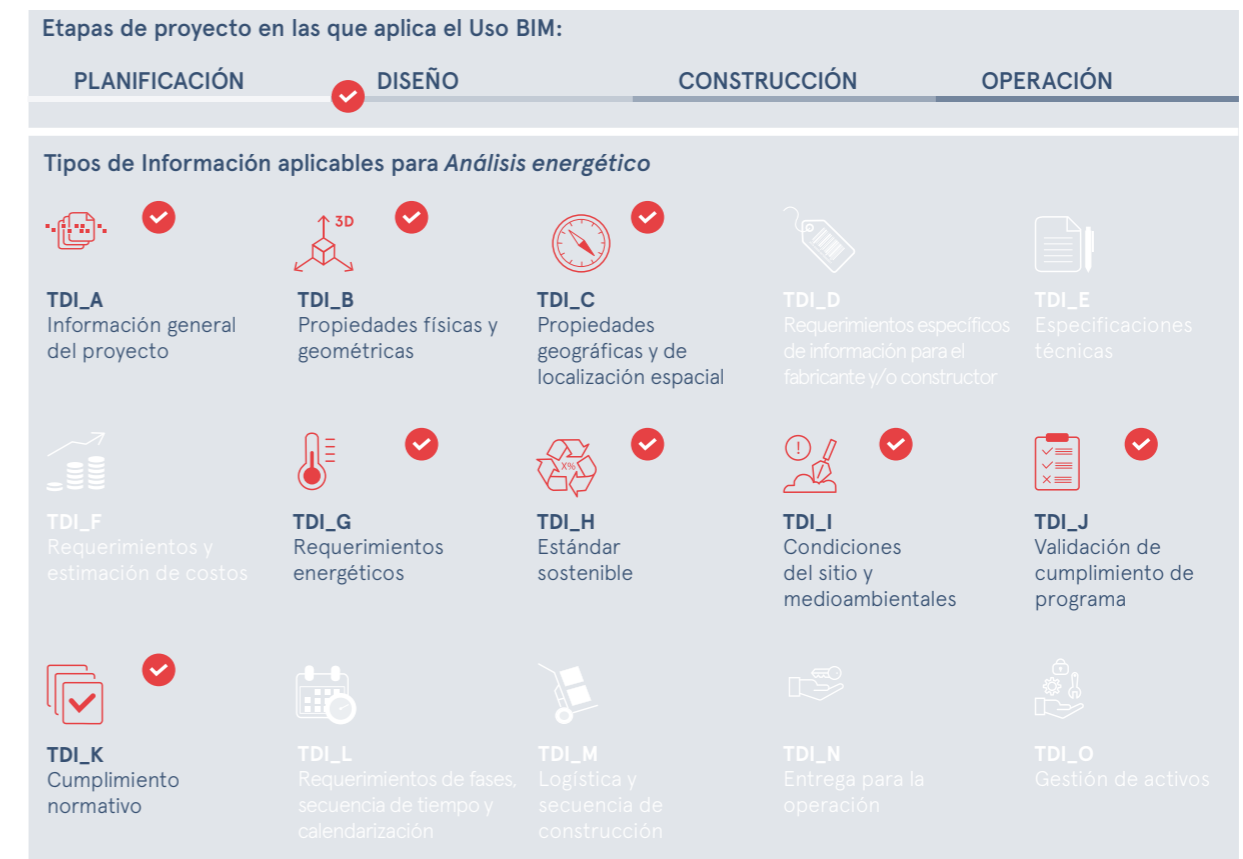 Etapas de proyecto en las que aplica el Uso BIM:
PLANIFICACIÓN DISEÑO CONSTRUCCIÓN OPERACIÓN
Tipos de Información aplicables para Análisis energético
3D
TDI_A
Información general
del proyecto
TDI_B
Propiedades físicas y
geométricas
TDI_C
Propiedades
geográficas y de
localización espacial
TDI_D
Requerimientos específicos
de información para el
fabricante y/o constructor
TDI_E
Especificaciones
técnicas
TDI_F
Requerimientos y
estimación de costos
TDI_G
Requerimientos
energéticos
X%
TDI_H
Estándar
sostenible
TDI_I
Condiciones
del sitio y
medioambientales
TDI_J
Validación de
cumplimiento de
programa
TDI_K
Cumplimiento
normativo
TDI_L
Requerimientos de fases,
secuencia de tiempo y
calendarización
TDI_M
Logística y
secuencia de
construcción
TDI_N
Entrega para la
operación
TDI_O
Gestión de activos